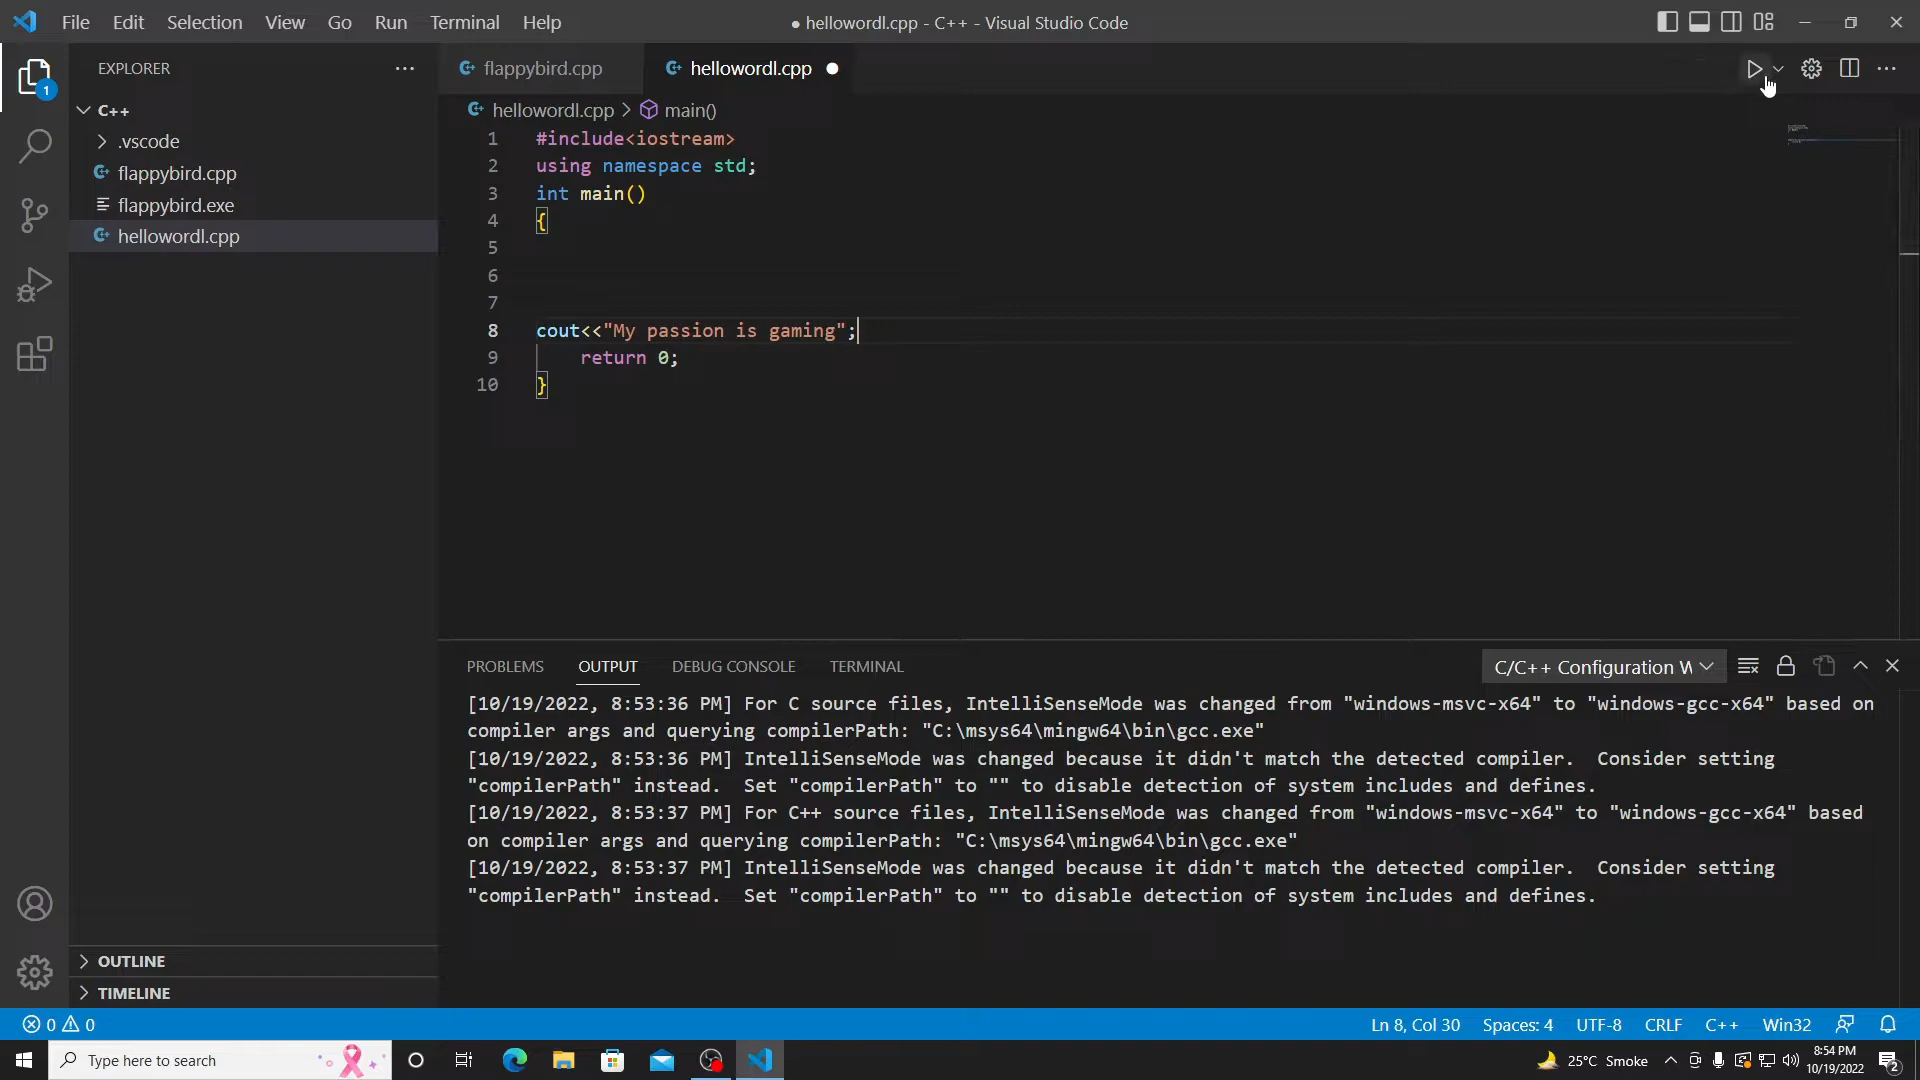 File Edit Selection View Go Run Terminal Help
● hellowordl.cpp - C++ - Visual Studio Code
EXPLORER
C++
.vscode
flappybird.cpp
flappybird.exe
hellowordl.cpp
OUTLINE
TIMELINE
1
flappybird.cpp
hellowordl.cpp ●
hellowordl.cpp > main()
1 #include<iostream>
2 using namespace std;
3 int main()
4 {
5
6
7
8 cout<<"My passion is gaming";
9 return 0;
10 }
PROBLEMS OUTPUT DEBUG CONSOLE TERMINAL
C/C++ Configuration W
[10/19/2022, 8:53:36 PM] For C source files, IntelliSenseMode was changed from "windows-msvc-x64" to "windows-gcc-x64" based on
compiler args and querying compilerPath: "C:\msys64\mingw64\bin\gcc.exe"
[10/19/2022, 8:53:36 PM] IntelliSenseMode was changed because it didn't match the detected compiler.  Consider setting
"compilerPath" instead.  Set "compilerPath" to "" to disable detection of system includes and defines.
[10/19/2022, 8:53:37 PM] For C++ source files, IntelliSenseMode was changed from "windows-msvc-x64" to "windows-gcc-x64" based
on compiler args and querying compilerPath: "C:\msys64\mingw64\bin\gcc.exe"
[10/19/2022, 8:53:37 PM] IntelliSenseMode was changed because it didn't match the detected compiler.  Consider setting
"compilerPath" instead.  Set "compilerPath" to "" to disable detection of system includes and defines.
0 0
Ln 8, Col 30 Spaces: 4 UTF-8 CRLF C++ Win32
Type here to search
25°C Smoke
8:54 PM
10/19/2022
2